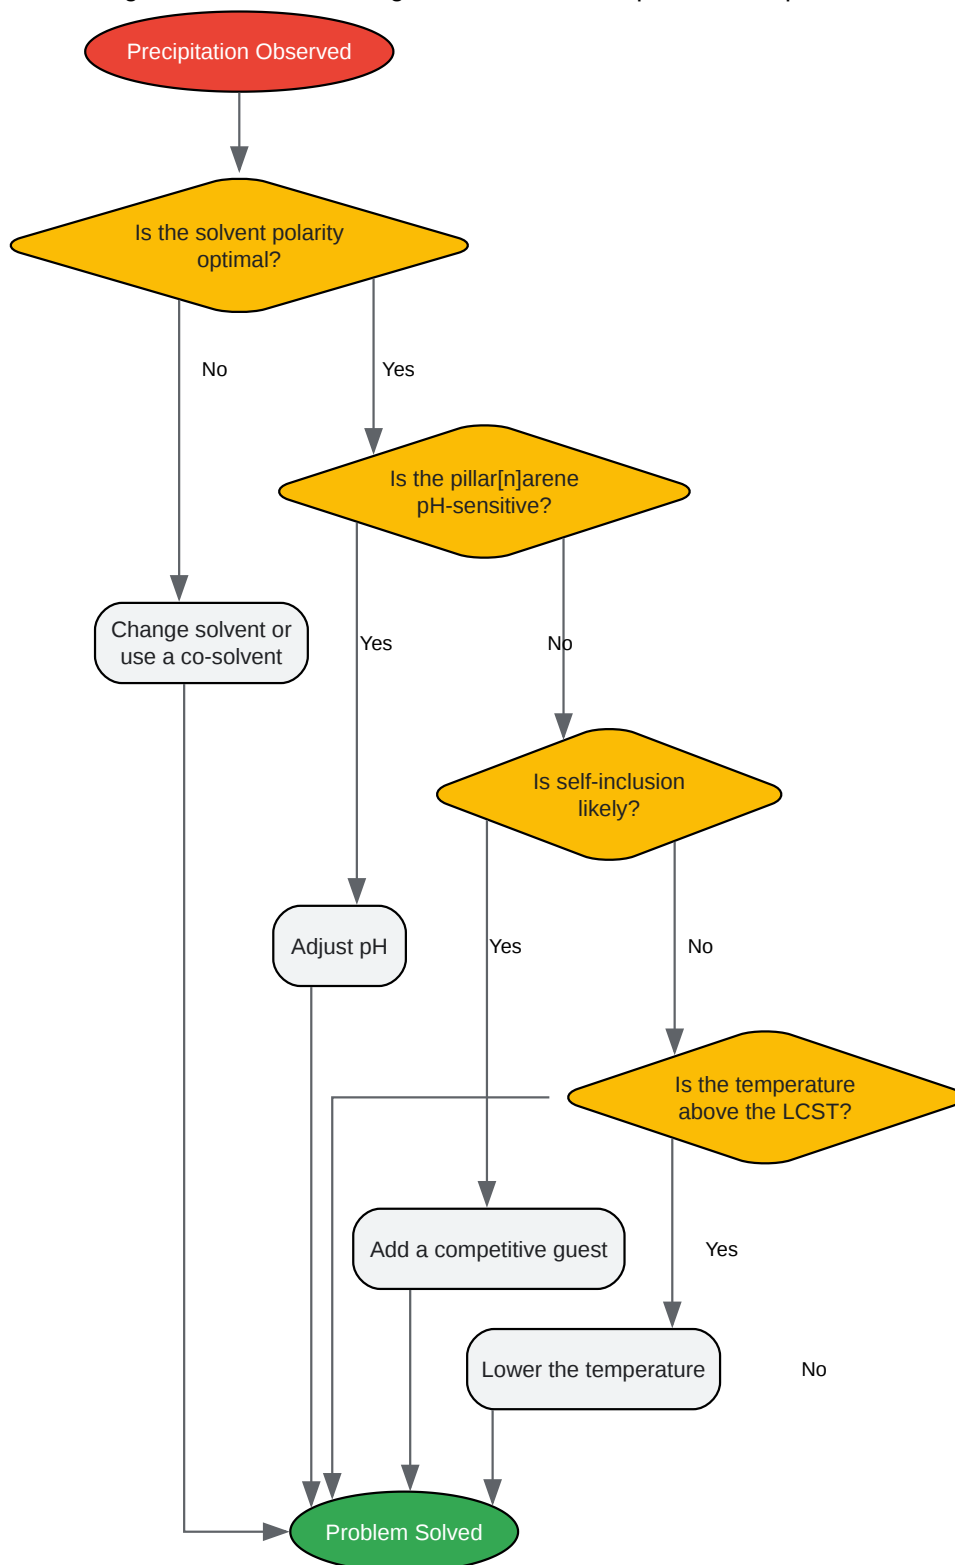 Precipitation Observed
Is the solvent polarity
optimal?
No
Yes
Is the pillar[n]arene
pH-sensitive?
Change solvent or
use a co-solvent
Yes
No
Is self-inclusion
likely?
Adjust pH
Yes
No
Is the temperature
above the LCST?
Add a competitive guest
Yes
Lower the temperature
No
Problem Solved